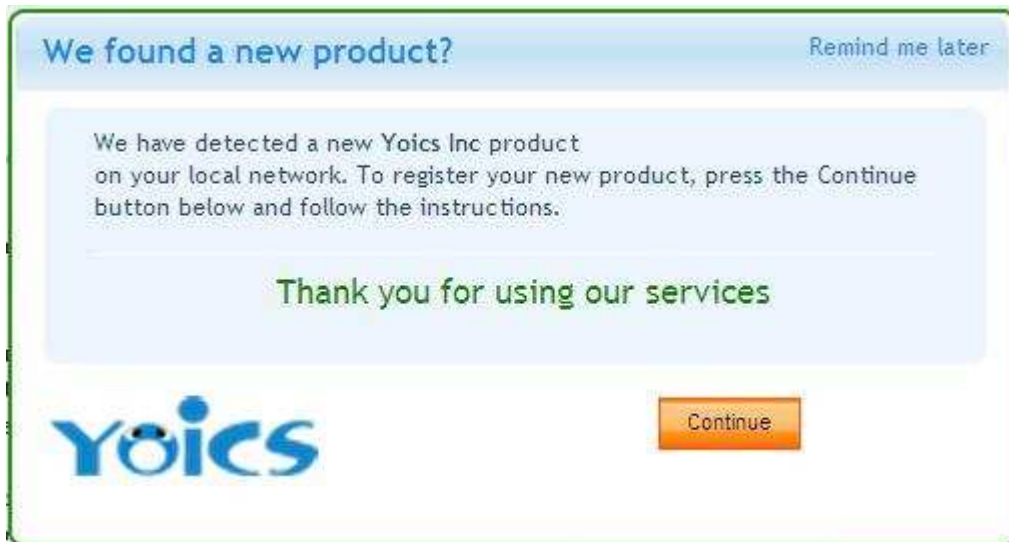 We found a new product?
Remind me later
We have detected a new Yoics Inc product
on your local network. To register your new product, press the Continue
button below and follow the instructions.
Thank you for using our services
Yoics
Continue